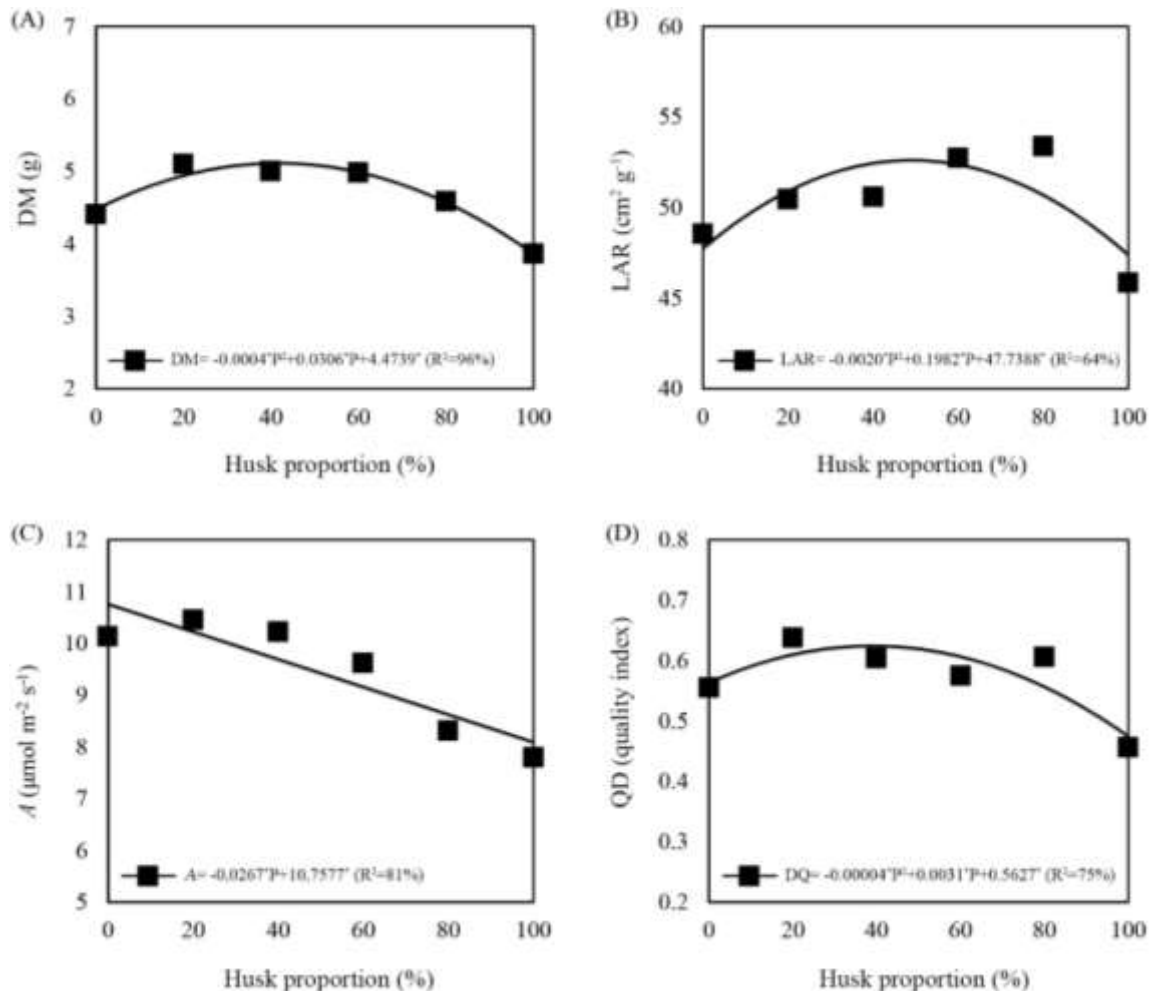 (A)
7
6
5
4
3
2
DM (g)
DM= -0.0004*P²+0.0306*P+4.4739* (R²=96%)
0 20 40 60 80 100
Husk proportion (%)
(B)
60
55
50
45
40
LAR (cm² g⁻¹)
LAR= -0.0020*P²+0.1982*P+47.7388* (R²=64%)
0 20 40 60 80 100
Husk proportion (%)
(C)
12
11
10
9
8
7
6
5
A (µmol m⁻² s⁻¹)
A= -0.0267*P+10.7577* (R²=81%)
0 20 40 60 80 100
Husk proportion (%)
(D)
0.8
0.7
0.6
0.5
0.4
0.3
0.2
QD (quality index)
DQ= -0.00004*P²+0.0031*P+0.5627* (R²=75%)
0 20 40 60 80 100
Husk proportion (%)